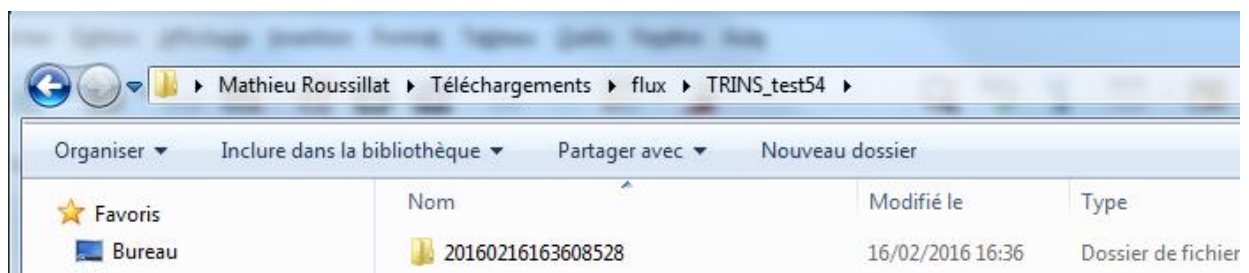 Mathieu Roussillat Téléchargements flux TRINS_test54
Organiser Inclure dans la bibliothèque Partager avec Nouveau dossier
Favoris Nom Modifié le Type
Bureau 20160216163608528 16/02/2016 16:36 Dossier de fichier